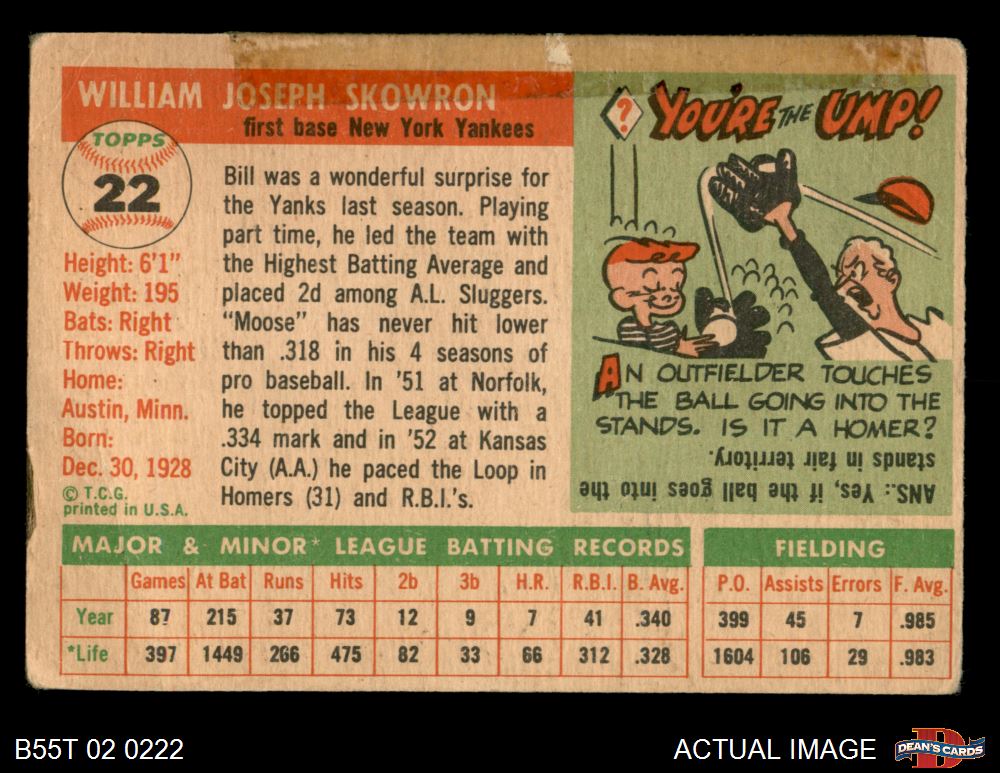 WILLIAM JOSEPH SKOWRON
first base New York Yankees
TOPPS
22
Height: 6'1"
Weight: 195
Bats: Right
Throws: Right
Home:
Austin, Minn.
Born:
Dec. 30, 1928
© T.C.G.
printed in U.S.A.
Bill was a wonderful surprise for
the Yanks last season. Playing
part time, he led the team with
the Highest Batting Average and
placed 2d among A.L. Sluggers.
"Moose" has never hit lower
than .318 in his 4 seasons of
pro baseball. In '51 at Norfolk,
he topped the League with a
.334 mark and in '52 at Kansas
City (A.A.) he paced the Loop in
Homers (31) and R.B.I.'s.
? YOU'RE THE UMP!
AN OUTFIELDER TOUCHES
THE BALL GOING INTO THE
STANDS. IS IT A HOMER?
ANS.: Yes, if the ball goes into the
stands in fair territory.
MAJOR & MINOR* LEAGUE BATTING RECORDS
Games At Bat Runs Hits 2b 3b H.R. R.B.I. B. Avg.
Year 87 215 37 73 12 9 7 41 .340
*Life 397 1449 266 475 82 33 66 312 .328
FIELDING
P.O. Assists Errors F. Avg.
399 45 7 .985
1604 106 29 .983
B55T 02 0222
ACTUAL IMAGE
D
DEAN'S CARDS